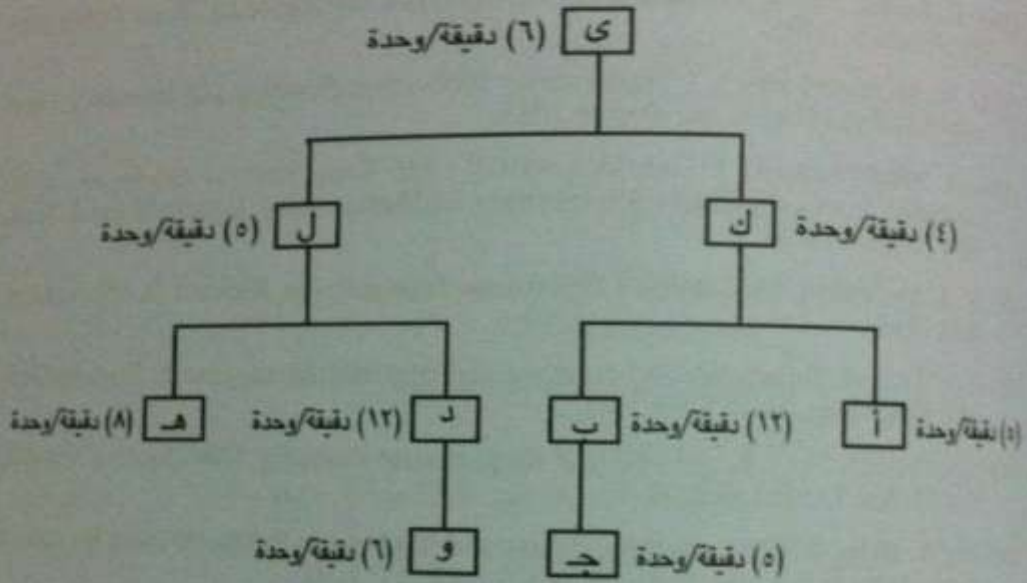 ى (٦) دقيقة/وحدة
(٤) دقيقة/وحدة ك
ل (٥) دقيقة/وحدة
(٤) دقيقة/وحدة أ
(١٢) دقيقة/وحدة ب
د (١٢) دقيقة/وحدة
هـ (٨) دقيقة/وحدة
(٥) دقيقة/وحدة جـ
و (٦) دقيقة/وحدة